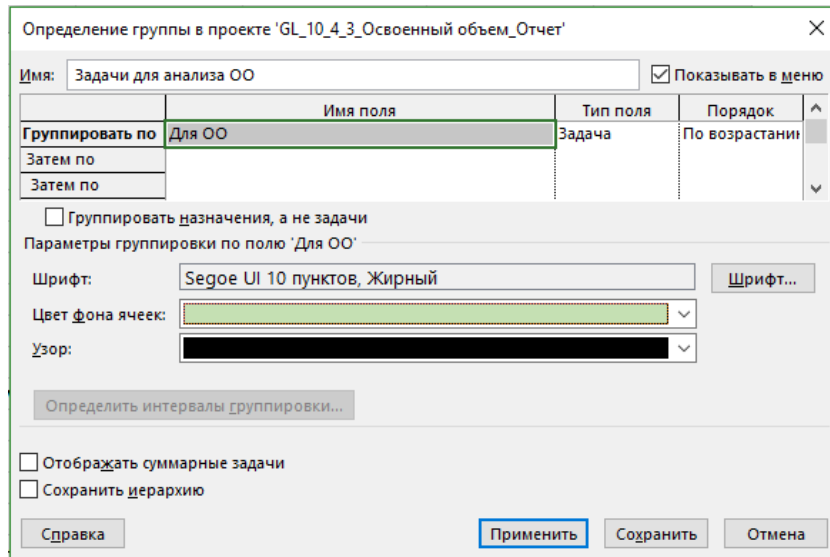 Определение группы в проекте 'GL_10_4_3_Освоенный объем_Отчет'
Имя: Задачи для анализа ОО Показывать в меню
Имя поля Тип поля Порядок
Группировать по Для ОО Задача По возрастани
Затем по
Затем по
Группировать назначения, а не задачи
Параметры группировки по полю 'Для ОО'
Шрифт: Segoe UI 10 пунктов, Жирный Шрифт...
Цвет фона ячеек:
Узор:
Определить интервалы группировки...
Отображать суммарные задачи
Сохранить иерархию
Справка Применить Сохранить Отмена